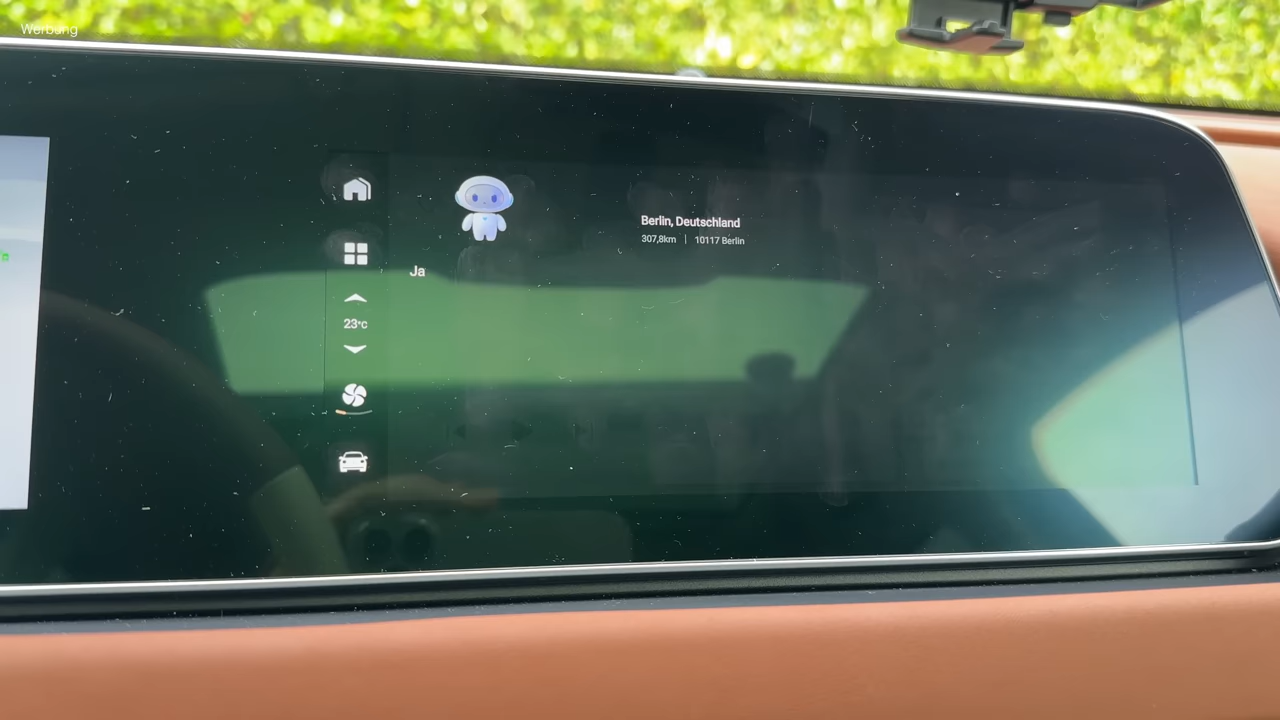 Werbung
Berlin, Deutschland
307,8km | 10117 Berlin
Ja
23°C